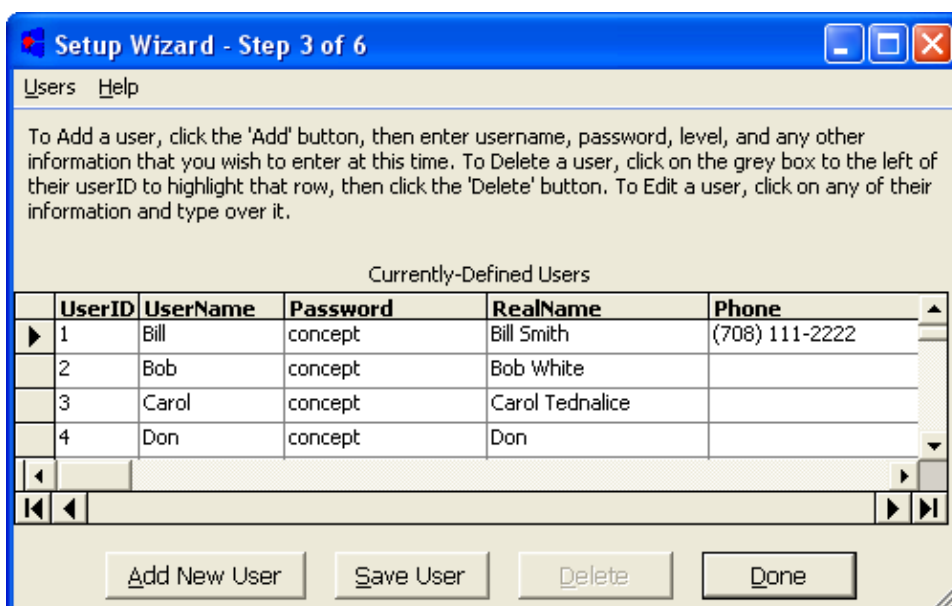 Setup Wizard - Step 3 of 6
Users Help
To Add a user, click the 'Add' button, then enter username, password, level, and any other
information that you wish to enter at this time. To Delete a user, click on the grey box to the left of
their userID to highlight that row, then click the 'Delete' button. To Edit a user, click on any of their
information and type over it.
Currently-Defined Users
UserID UserName Password RealName Phone
1 Bill concept Bill Smith (708) 111-2222
2 Bob concept Bob White
3 Carol concept Carol Tednalice
4 Don concept Don
Add New User Save User Delete Done